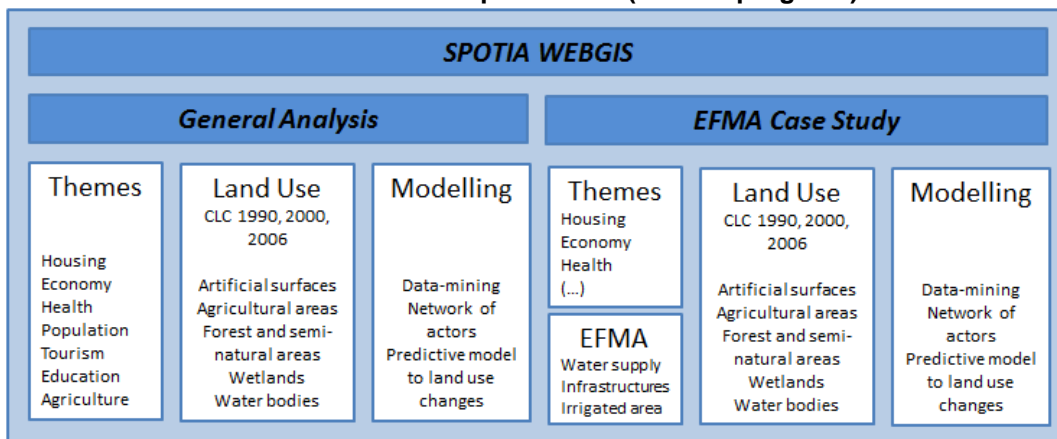 SPOTIA WEBGIS
General Analysis
EFMA Case Study
Themes
Housing
Economy
Health
Population
Tourism
Education
Agriculture
Land Use
CLC 1990, 2000,
2006
Artificial surfaces
Agricultural areas
Forest and semi-
natural areas
Wetlands
Water bodies
Modelling
Data-mining
Network of
actors
Predictive model
to land use
changes
Themes
Housing
Economy
Health
(...)
EFMA
Water supply
Infrastructures
Irrigated area
Land Use
CLC 1990, 2000,
2006
Artificial surfaces
Agricultural areas
Forest and semi-
natural areas
Wetlands
Water bodies
Modelling
Data-mining
Network of
actors
Predictive model
to land use
changes